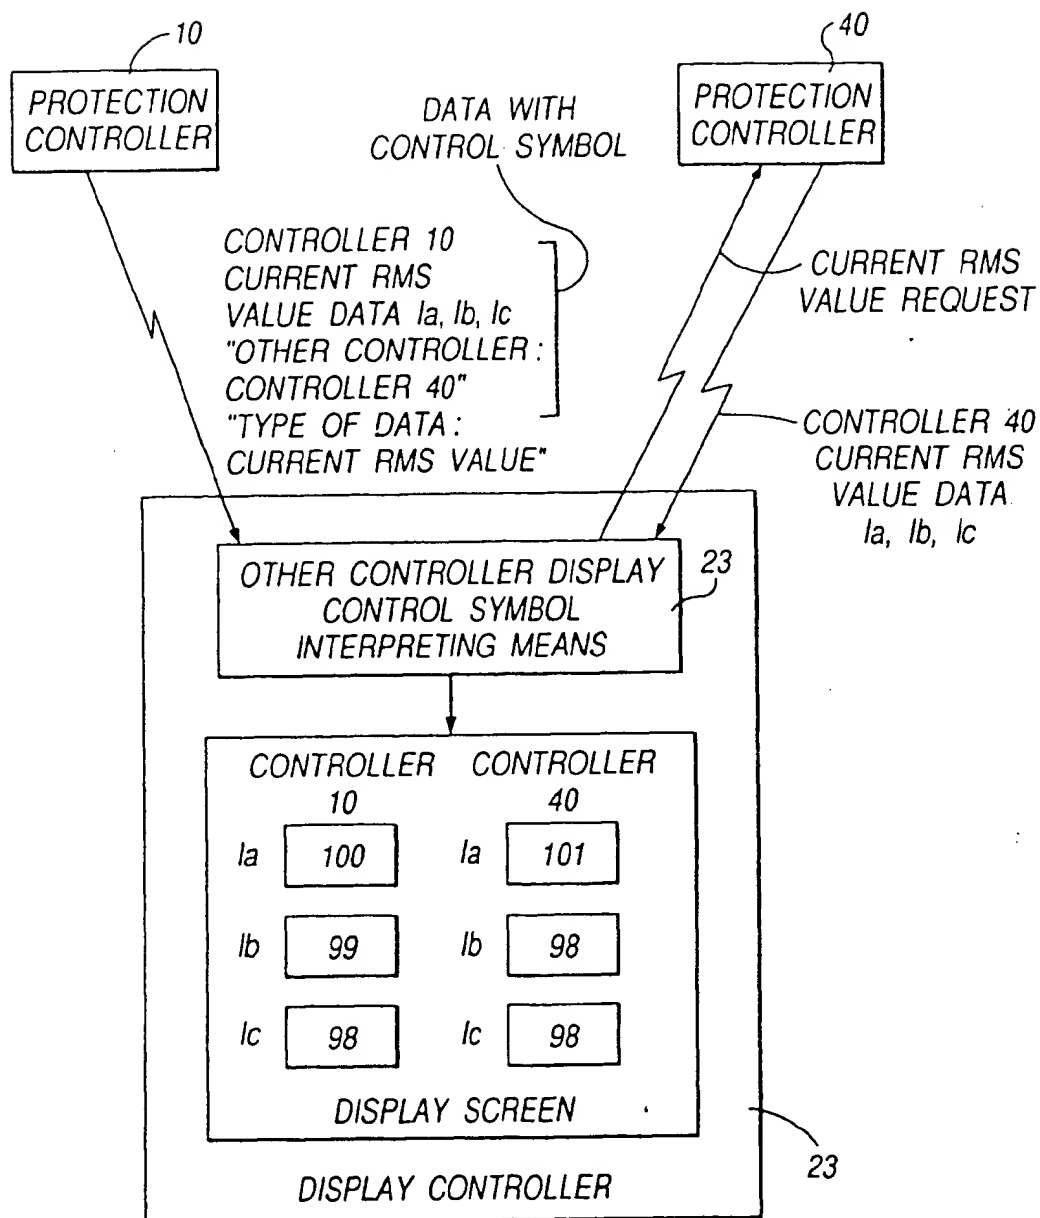 10
PROTECTION
CONTROLLER
DATA WITH
CONTROL SYMBOL
40
PROTECTION
CONTROLLER
CONTROLLER 10
CURRENT RMS
VALUE DATA Ia, Ib, Ic
"OTHER CONTROLLER :
CONTROLLER 40"
"TYPE OF DATA :
CURRENT RMS VALUE"
CURRENT RMS
VALUE REQUEST
CONTROLLER 40
CURRENT RMS
VALUE DATA
Ia, Ib, Ic
OTHER CONTROLLER DISPLAY
CONTROL SYMBOL
INTERPRETING MEANS
23
CONTROLLER CONTROLLER
10 40
Ia 100 Ia 101
Ib 99 Ib 98
Ic 98 Ic 98
DISPLAY SCREEN
23
DISPLAY CONTROLLER